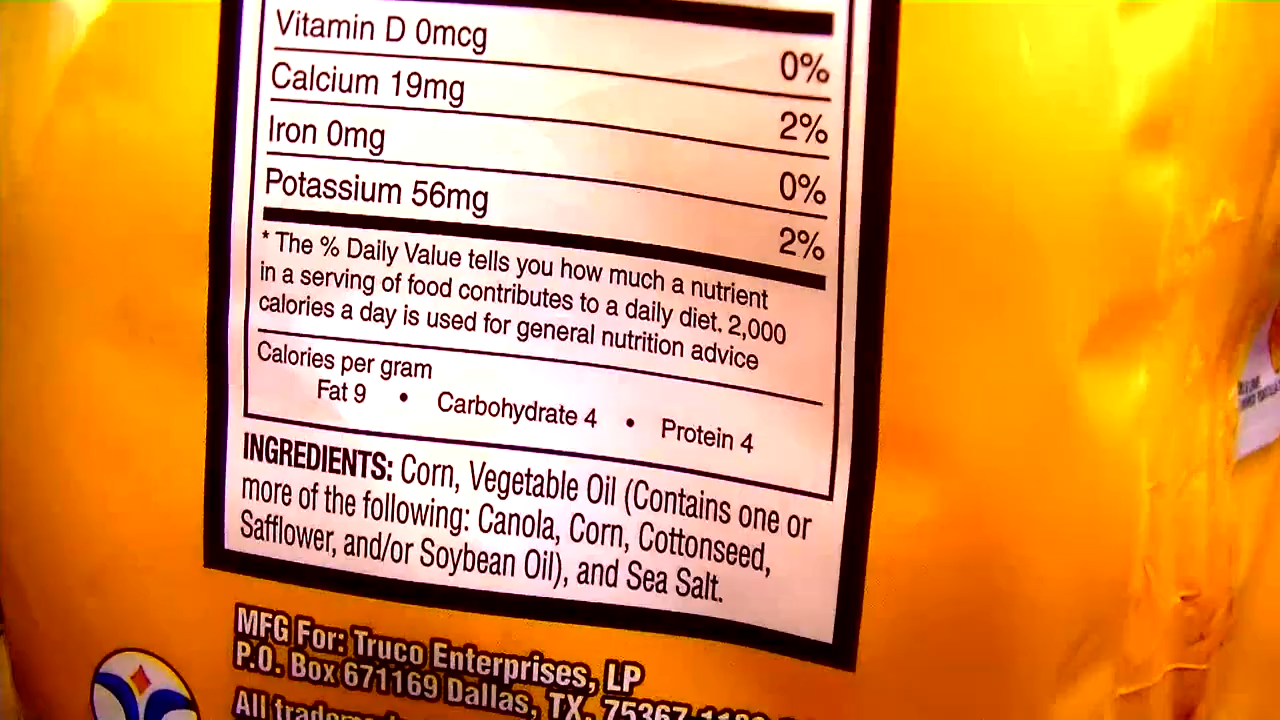 Vitamin D 0mcg 0%
Calcium 19mg 2%
Iron 0mg 0%
Potassium 56mg 2%
* The % Daily Value tells you how much a nutrient
in a serving of food contributes to a daily diet. 2,000
calories a day is used for general nutrition advice
Calories per gram
Fat 9 • Carbohydrate 4 • Protein 4
INGREDIENTS: Corn, Vegetable Oil (Contains one or
more of the following: Canola, Corn, Cottonseed,
Safflower, and/or Soybean Oil), and Sea Salt.
MFG For: Truco Enterprises, LP
P.O. Box 671169 Dallas, TX, 75367
All